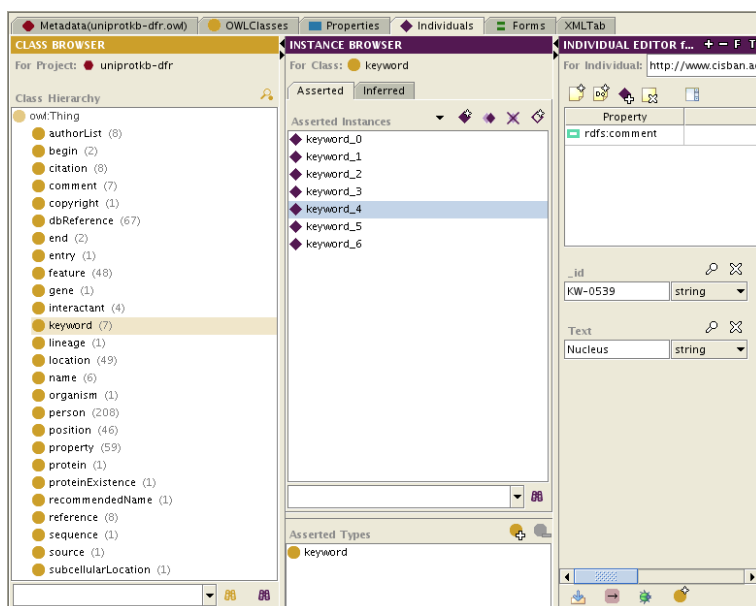 Metadata(uniprotkb-dfr.owl) OWLClasses Properties Individuals Forms XMLTab
CLASS BROWSER
For Project: uniprotkb-dfr
Class Hierarchy
owl:Thing
authorList (8)
begin (2)
citation (8)
comment (7)
copyright (1)
dbReference (67)
end (2)
entry (1)
feature (48)
gene (1)
interactant (4)
keyword (7)
lineage (1)
location (49)
name (6)
organism (1)
person (208)
position (46)
property (59)
protein (1)
proteinExistence (1)
recommendedName (1)
reference (8)
sequence (1)
source (1)
subcellularLocation (1)
INSTANCE BROWSER
For Class: keyword
Asserted Inferred
Asserted Instances
keyword_0
keyword_1
keyword_2
keyword_3
keyword_4
keyword_5
keyword_6
Asserted Types
keyword
INDIVIDUAL EDITOR f... + − F T
For Individual: http://www.cisban.a
Property
rdfs:comment
_id
KW-0539 string
Text
Nucleus string